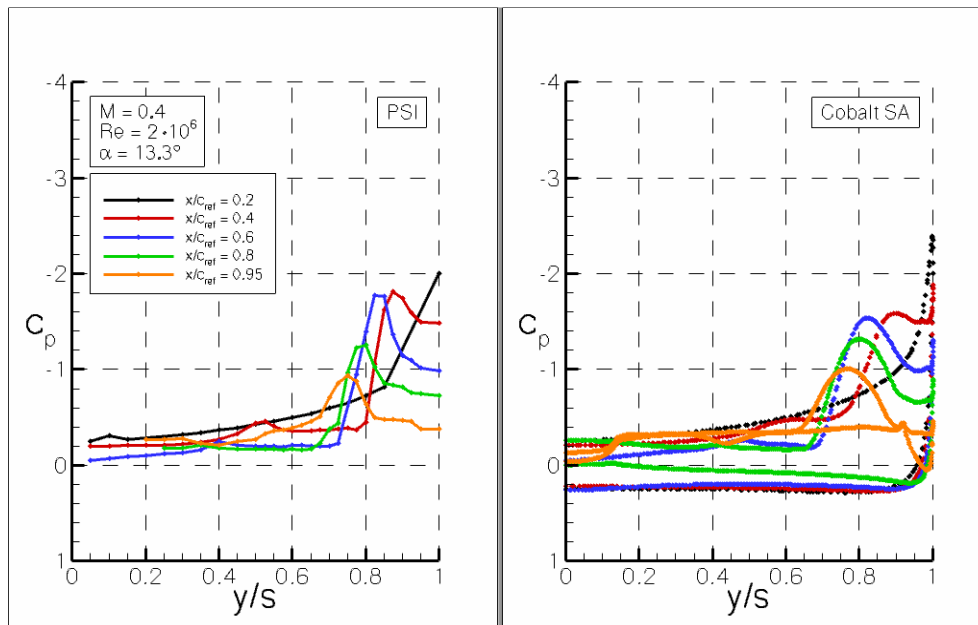 -4
-3
-2
-1
0
1
C_p
M = 0.4
Re = 2•10⁶
α = 13.3°
PSI
x/c_ref = 0.2
x/c_ref = 0.4
x/c_ref = 0.6
x/c_ref = 0.8
x/c_ref = 0.95
0 0.2 0.4 0.6 0.8 1
y/s
-4
-3
-2
-1
0
1
C_p
Cobalt SA
0 0.2 0.4 0.6 0.8 1
y/s